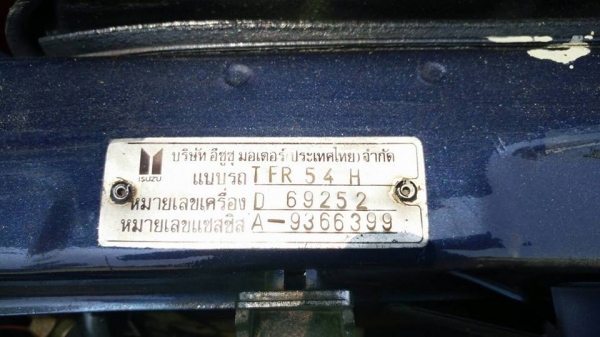 บริษัท อีซูซุ มอเตอร์ (ประเทศไทย) จำกัด
ISUZU
แบบรถ TFR 54 H
หมายเลขเครื่อง D 69252
หมายเลขแชสซิส A-9366399